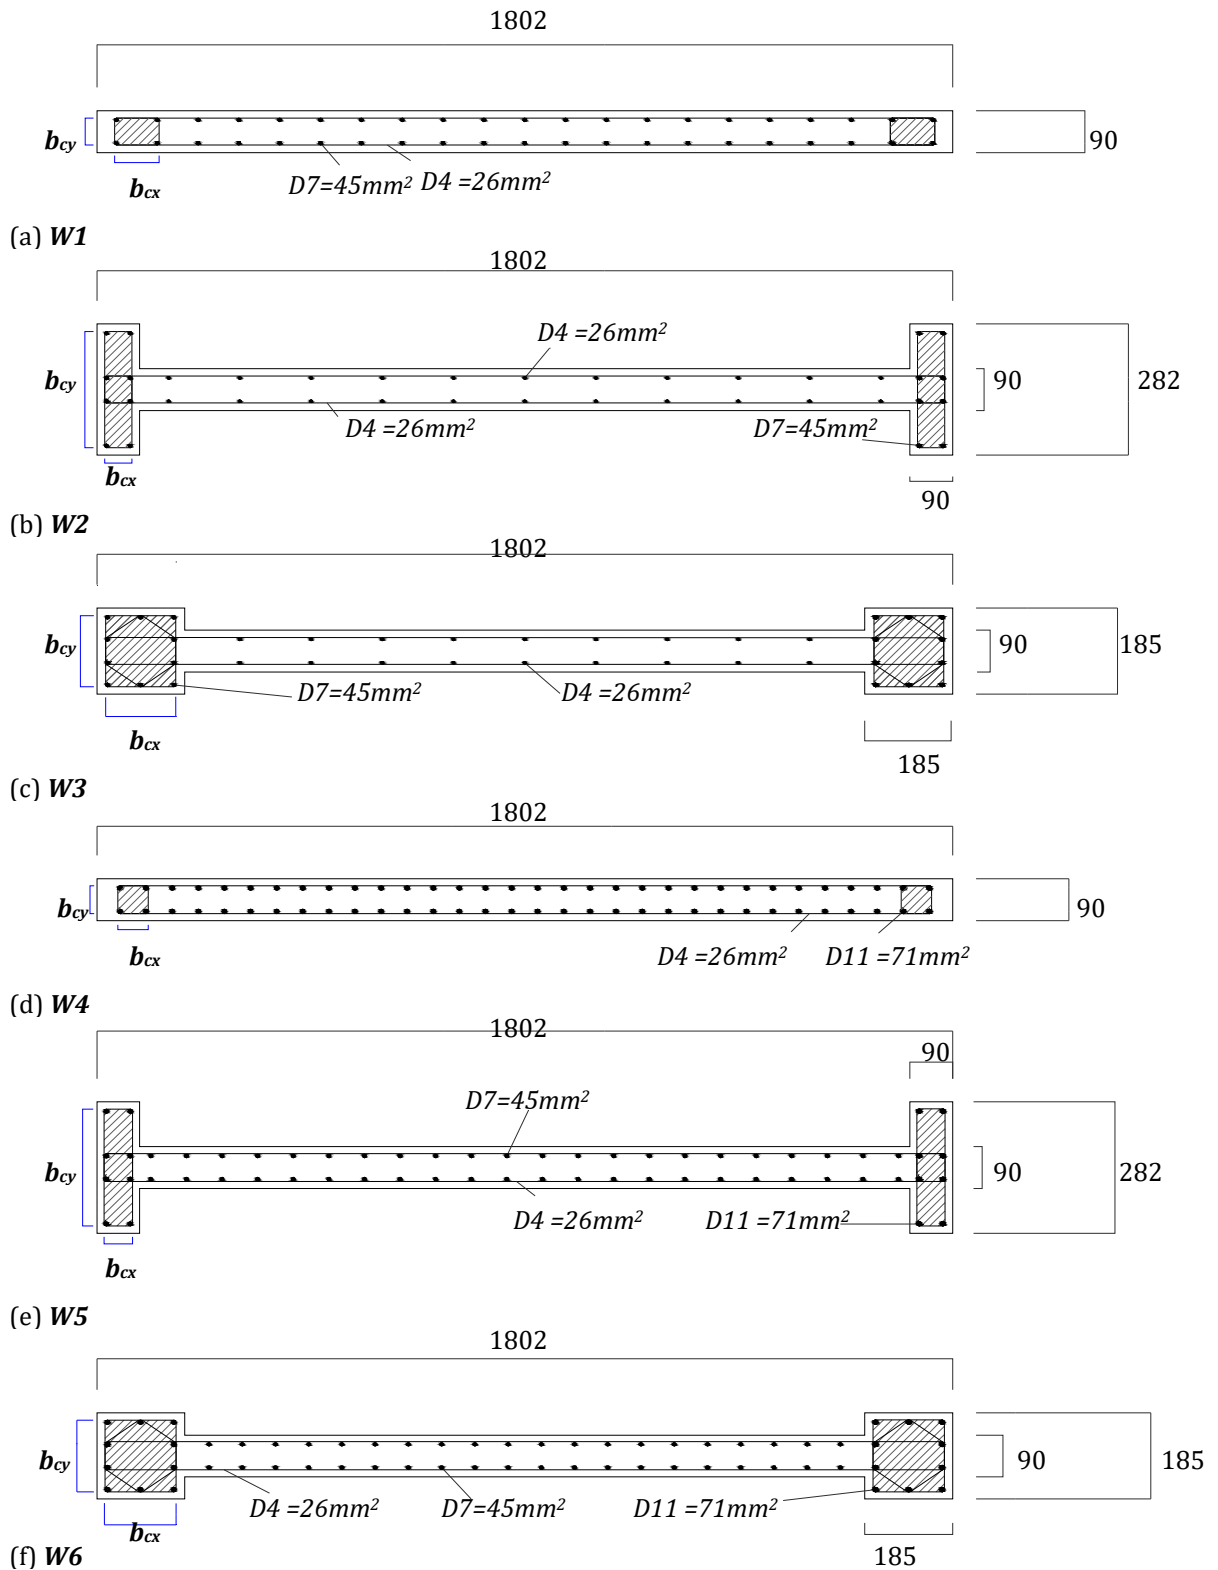 1802
bcy
90
bcx
D7=45mm² D4 =26mm²
(a) W1
1802
D4 =26mm²
bcy
90
282
D4 =26mm²
D7=45mm²
bcx
90
(b) W2
1802
bcy
90
185
D7=45mm²
D4 =26mm²
bcx
185
(c) W3
1802
bcy
90
bcx
D4 =26mm²
D11 =71mm²
(d) W4
1802
90
D7=45mm²
bcy
90
282
D4 =26mm²
D11 =71mm²
bcx
(e) W5
1802
bcy
90
185
D4 =26mm²
D7=45mm²
D11 =71mm²
bcx
185
(f) W6